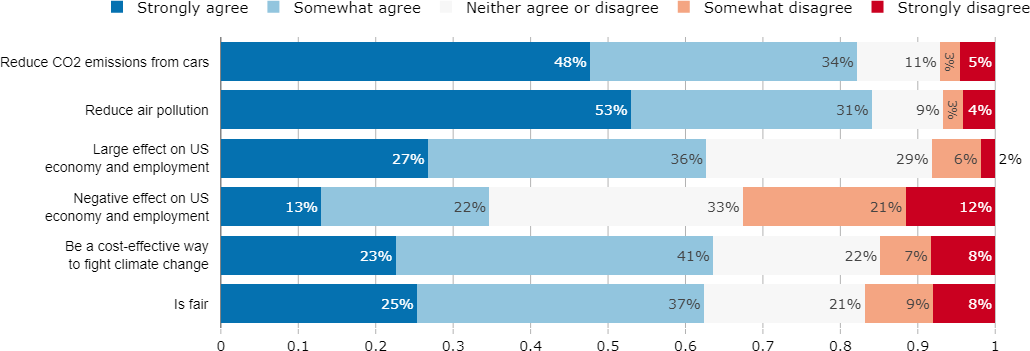 Strongly agree Somewhat agree Neither agree or disagree Somewhat disagree Strongly disagree
Reduce CO2 emissions from cars 48% 34% 11% 3% 5%
Reduce air pollution 53% 31% 9% 3% 4%
Large effect on US
economy and employment 27% 36% 29% 6% 2%
Negative effect on US
economy and employment 13% 22% 33% 21% 12%
Be a cost-effective way
to fight climate change 23% 41% 22% 7% 8%
Is fair 25% 37% 21% 9% 8%
0 0.1 0.2 0.3 0.4 0.5 0.6 0.7 0.8 0.9 1